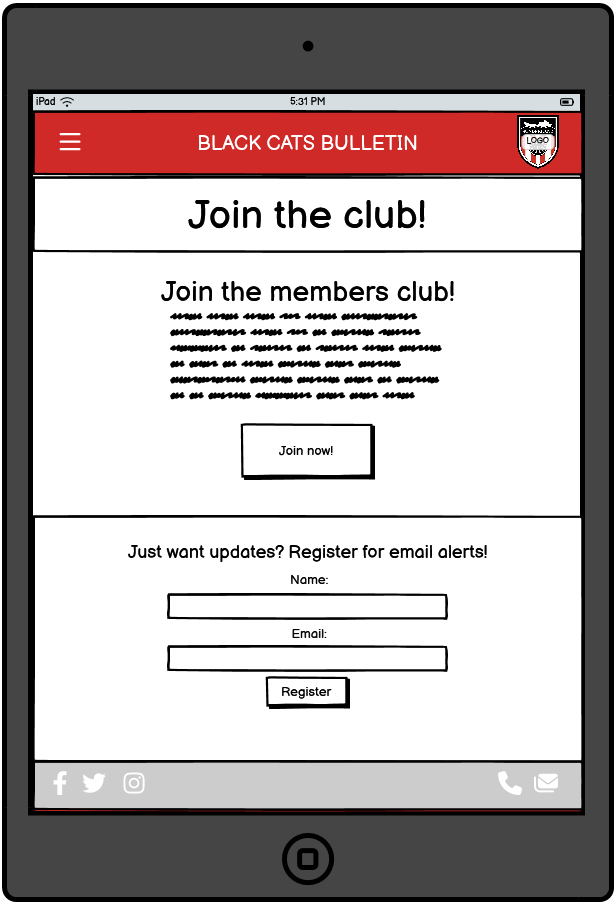 iPad
5:31 PM
BLACK CATS BULLETIN
LOGO
Join the club!
Join the members club!
Join now!
Just want updates? Register for email alerts!
Name:
Email:
Register